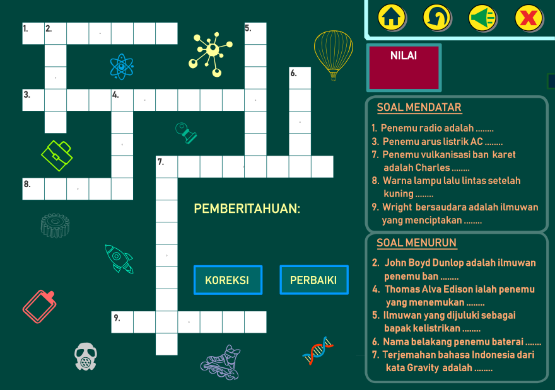 1.
2.
5.
NILAI
6.
3.
4.
SOAL MENDATAR
1. Penemu radio adalah ........
3. Penemu arus listrik AC ........
7. Penemu vulkanisasi ban karet
adalah Charles ........
8. Warna lampu lalu lintas setelah
kuning ........
9. Wright bersaudara adalah ilmuwan
yang menciptakan ........
7.
8.
PEMBERITAHUAN:
KOREKSI
PERBAIKI
9.
SOAL MENURUN
2. John Boyd Dunlop adalah ilmuwan
penemu ban ........
4. Thomas Alva Edison ialah penemu
yang menemukan ........
5. Ilmuwan yang dijuluki sebagai
bapak kelistrikan ........
6. Nama belakang penemu baterai ......
7. Terjemahan bahasa Indonesia dari
kata Gravity adalah ........